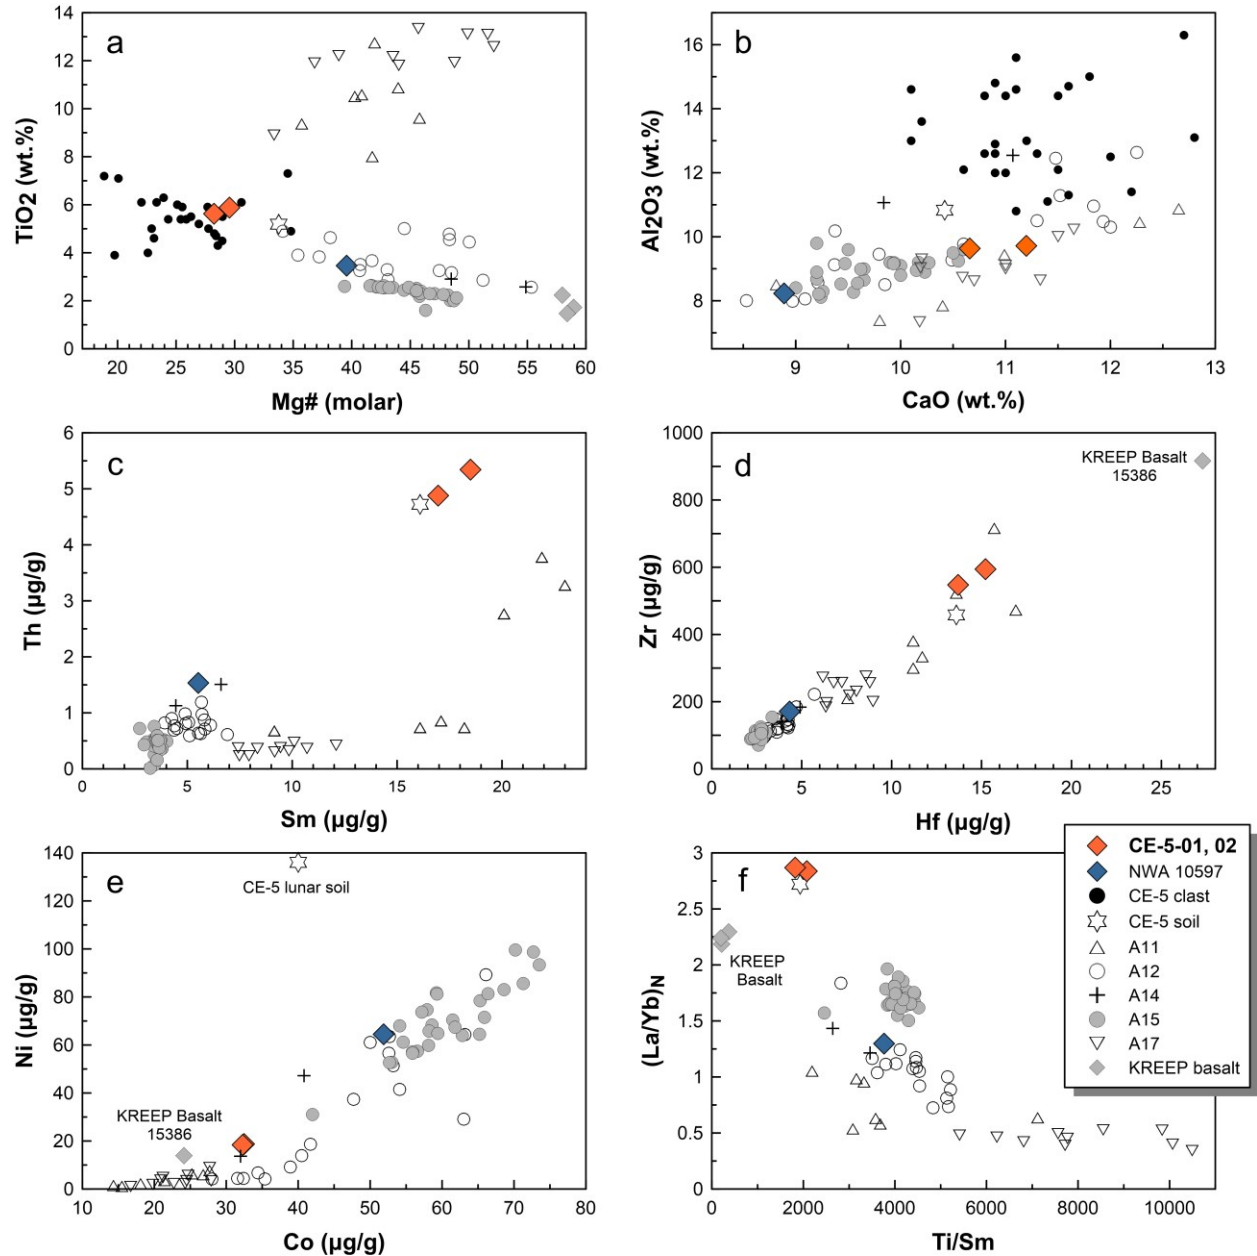 a
14
12
10
8
6
4
2
0
TiO2 (wt.%)
20 25 30 35 40 45 50 55 60
Mg# (molar)
b
16
14
12
10
8
Al2O3 (wt.%)
9 10 11 12 13
CaO (wt.%)
c
6
5
4
3
2
1
0
Th (µg/g)
0 5 10 15 20
Sm (µg/g)
d
1000
800
600
400
200
0
Zr (µg/g)
KREEP Basalt
15386
0 5 10 15 20 25
Hf (µg/g)
e
140
120
100
80
60
40
20
0
Ni (µg/g)
CE-5 lunar soil
KREEP Basalt
15386
10 20 30 40 50 60 70 80
Co (µg/g)
f
3
2.5
2
1.5
1
0.5
0
(La/Yb)N
KREEP
Basalt
0 2000 4000 6000 8000 10000
Ti/Sm
CE-5-01, 02
NWA 10597
CE-5 clast
CE-5 soil
A11
A12
A14
A15
A17
KREEP basalt